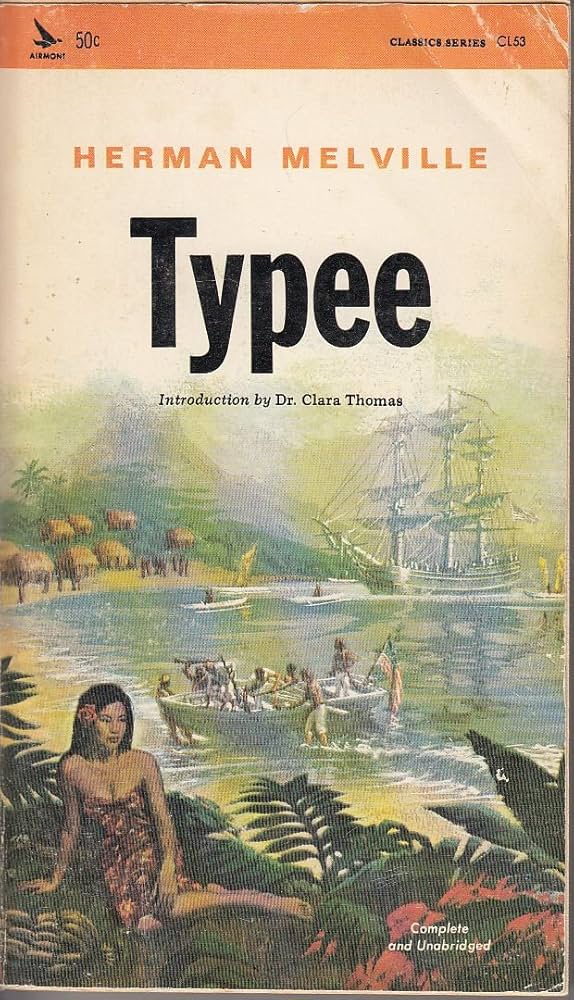 AIRMONT
50c
CLASSICS SERIES CL53
HERMAN MELVILLE
Typee
Introduction by Dr. Clara Thomas
Complete
and Unabridged